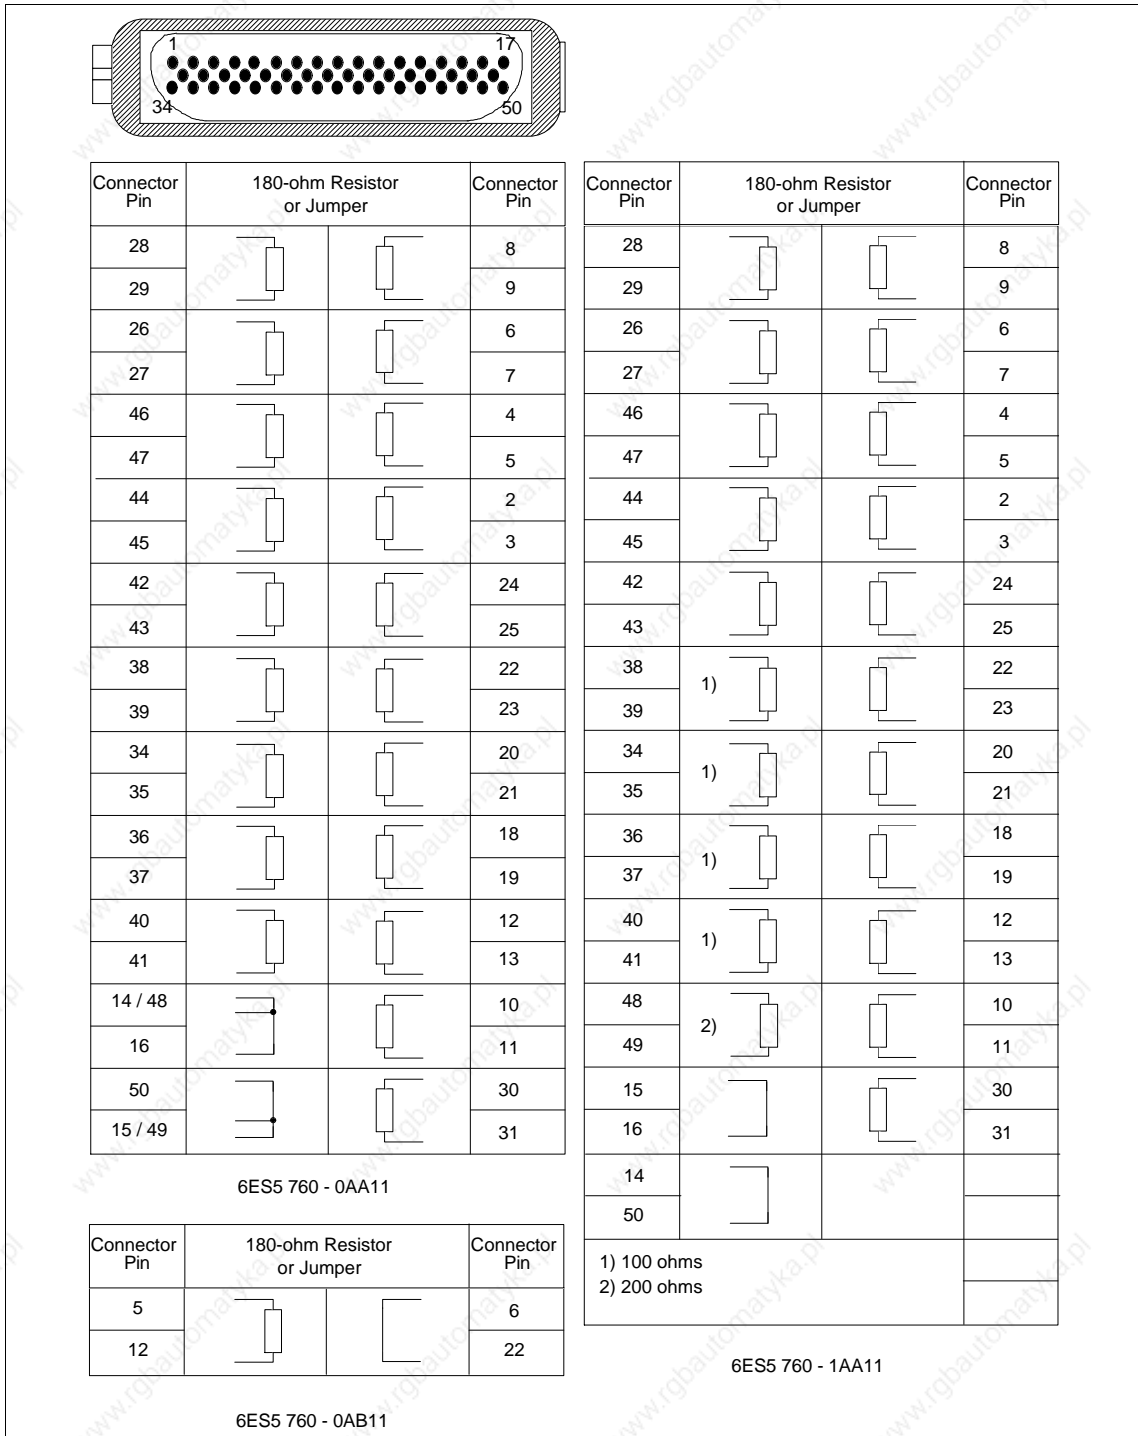 1 17
34 50
Connector Pin 180-ohm Resistor or Jumper Connector Pin
28 8
29 9
26 6
27 7
46 4
47 5
44 2
45 3
42 24
43 25
38 22
39 23
34 20
35 21
36 18
37 19
40 12
41 13
14 / 48 10
16 11
50 30
15 / 49 31
6ES5 760 - 0AA11
Connector Pin 180-ohm Resistor or Jumper Connector Pin
5 6
12 22
6ES5 760 - 0AB11
Connector Pin 180-ohm Resistor or Jumper Connector Pin
28 8
29 9
26 6
27 7
46 4
47 5
44 2
45 3
42 24
43 25
38 1) 22
39 23
34 1) 20
35 21
36 1) 18
37 19
40 1) 12
41 13
48 2) 10
49 11
15 30
16 31
14
50
1) 100 ohms
2) 200 ohms
6ES5 760 - 1AA11
www.rgbautomatyka.pl